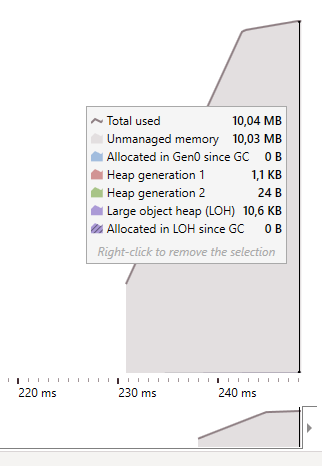 Total used 10,04 MB
Unmanaged memory 10,03 MB
Allocated in Gen0 since GC 0 B
Heap generation 1 1,1 KB
Heap generation 2 24 B
Large object heap (LOH) 10,6 KB
Allocated in LOH since GC 0 B
Right-click to remove the selection
220 ms 230 ms 240 ms